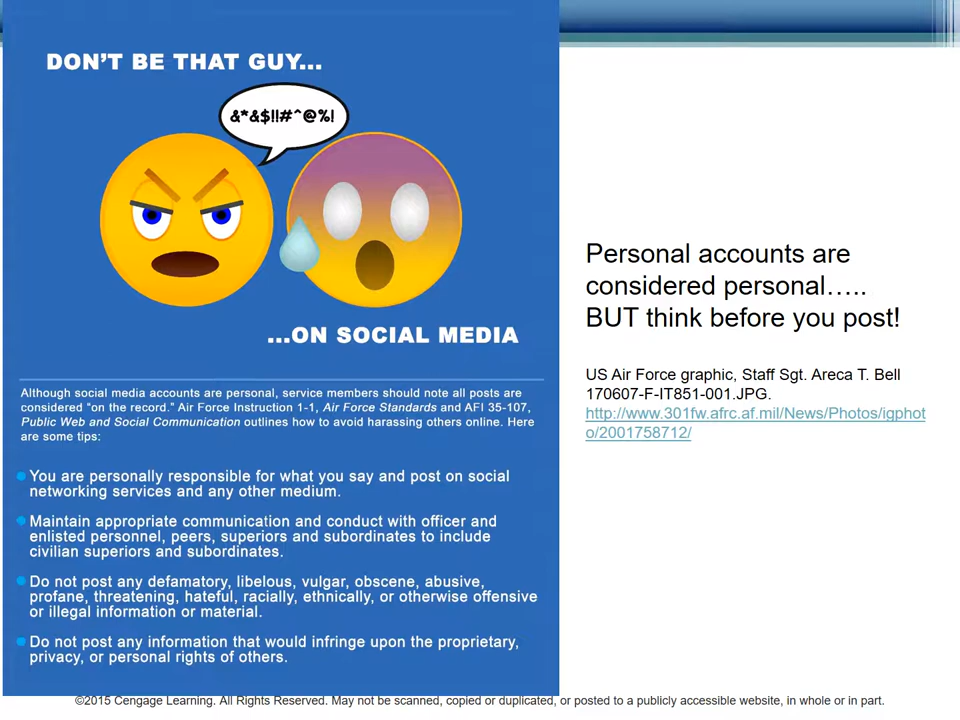 DON'T BE THAT GUY...
&*&$!!#^@%!
...ON SOCIAL MEDIA
Although social media accounts are personal, service members should note all posts are
considered "on the record." Air Force Instruction 1-1, Air Force Standards and AFI 35-107,
Public Web and Social Communication outlines how to avoid harassing others online. Here
are some tips:
You are personally responsible for what you say and post on social
networking services and any other medium.
Maintain appropriate communication and conduct with officer and
enlisted personnel, peers, superiors and subordinates to include
civilian superiors and subordinates.
Do not post any defamatory, libelous, vulgar, obscene, abusive,
profane, threatening, hateful, racially, ethnically, or otherwise offensive
or illegal information or material.
Do not post any information that would infringe upon the proprietary,
privacy, or personal rights of others.
Personal accounts are
considered personal…..
BUT think before you post!
US Air Force graphic, Staff Sgt. Areca T. Bell
170607-F-IT851-001.JPG.
http://www.301fw.afrc.af.mil/News/Photos/igphot
o/2001758712/
©2015 Cengage Learning. All Rights Reserved. May not be scanned, copied or duplicated, or posted to a publicly accessible website, in whole or in part.